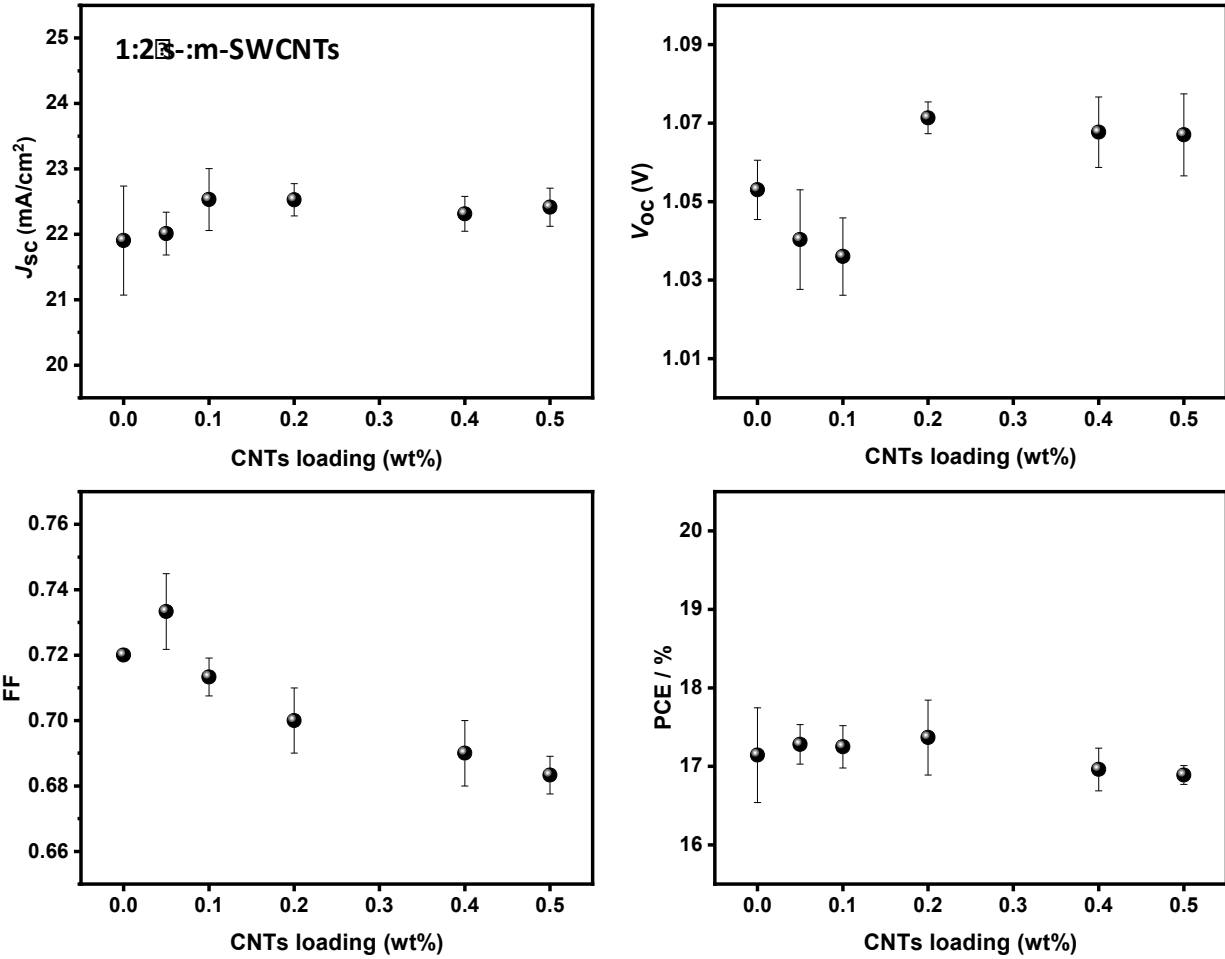 1:2 s-:m-SWCNTs
25
24
23
22
21
20
Jsc (mA/cm²)
0.0 0.1 0.2 0.3 0.4 0.5
CNTs loading (wt%)
1.09
1.07
1.05
1.03
1.01
Voc (V)
0.0 0.1 0.2 0.3 0.4 0.5
CNTs loading (wt%)
0.76
0.74
0.72
0.70
0.68
0.66
FF
0.0 0.1 0.2 0.3 0.4 0.5
CNTs loading (wt%)
20
19
18
17
16
PCE / %
0.0 0.1 0.2 0.3 0.4 0.5
CNTs loading (wt%)